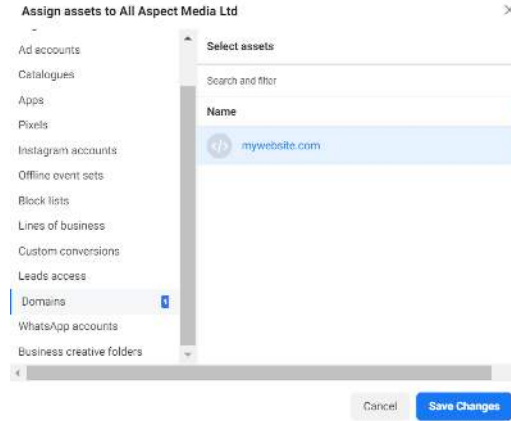 Assign assets to All Aspect Media Ltd
Ad accounts
Catalogues
Apps
Pixels
Instagram accounts
Offline event sets
Block lists
Lines of business
Custom conversions
Leads access
Domains 1
WhatsApp accounts
Business creative folders
Select assets
Search and filter
Name
mywebsite.com
Cancel
Save Changes